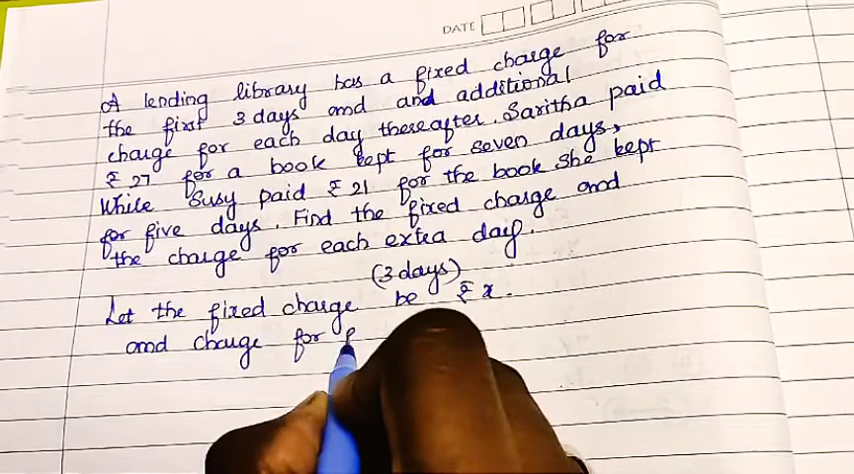 DATE
A lending library has a fixed charge for
the first 3 days and and additional
charge for each day thereafter. Saritha paid
₹ 27 for a book kept for seven days,
While Susy paid ₹ 21 for the book she kept
for five days. Find the fixed charge and
the charge for each extra day.
(3 days)
Let the fixed charge be ₹ x.
and charge for